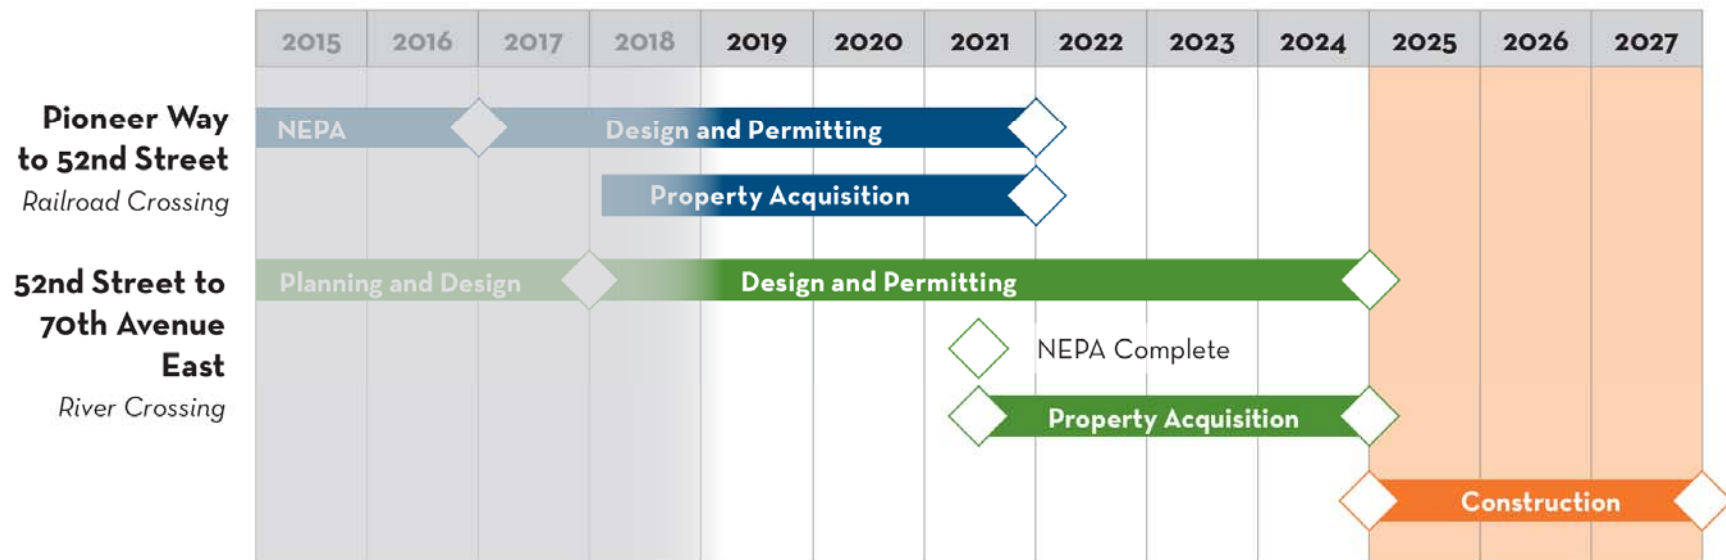 2015 2016 2017 2018 2019 2020 2021 2022 2023 2024 2025 2026 2027
Pioneer Way
to 52nd Street
Railroad Crossing
NEPA
Design and Permitting
Property Acquisition
52nd Street to
70th Avenue
East
River Crossing
Planning and Design
Design and Permitting
NEPA Complete
Property Acquisition
Construction